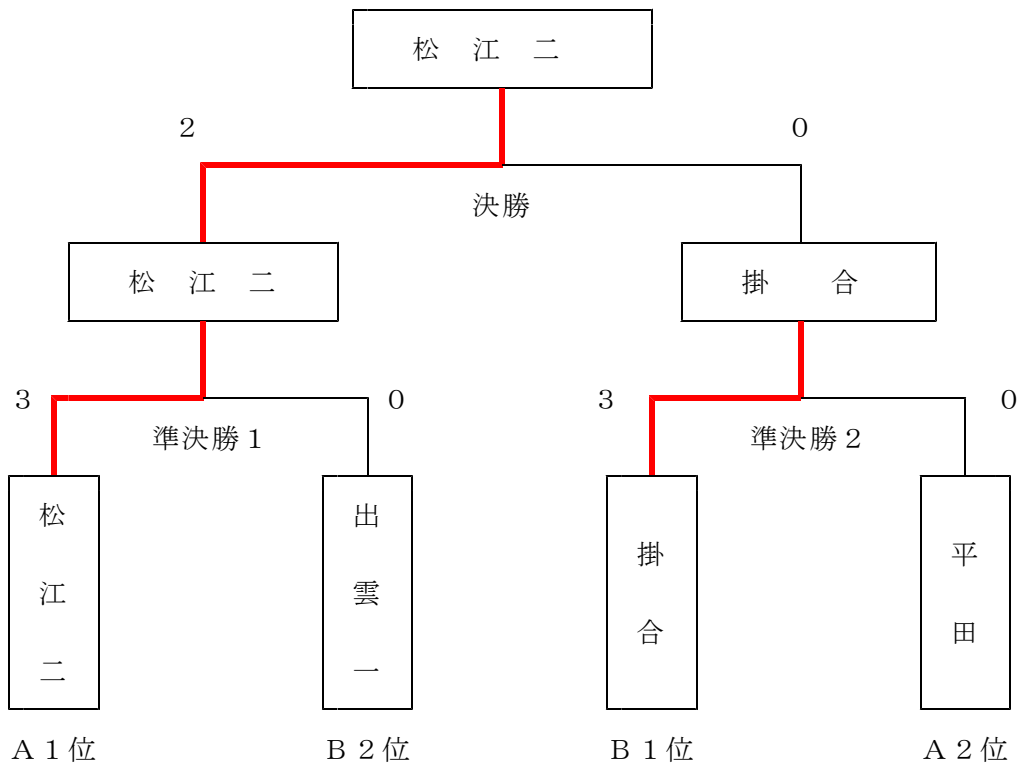 松　江　二
２
０
決勝
松　江　二
掛　　合
３
０
３
０
準決勝１
準決勝２
松江二
出雲一
掛合
平田
Ａ１位
Ｂ２位
Ｂ１位
Ａ２位